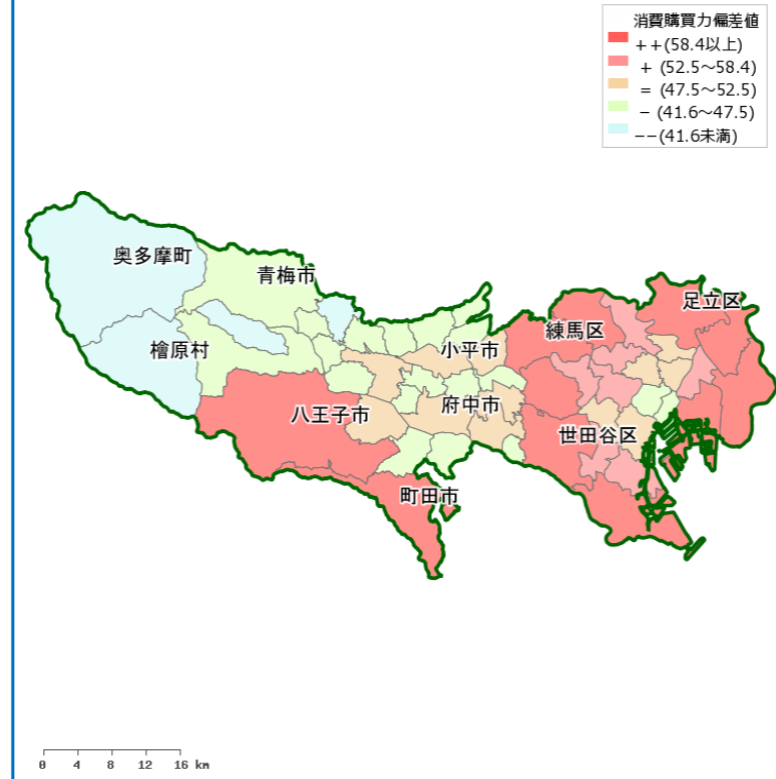 消費購買力偏差値
++(58.4以上)
+ (52.5～58.4)
= (47.5～52.5)
− (41.6～47.5)
−−(41.6未満)
奥多摩町
青梅市
足立区
練馬区
檜原村
小平市
八王子市
府中市
世田谷区
町田市
0 4 8 12 16 km